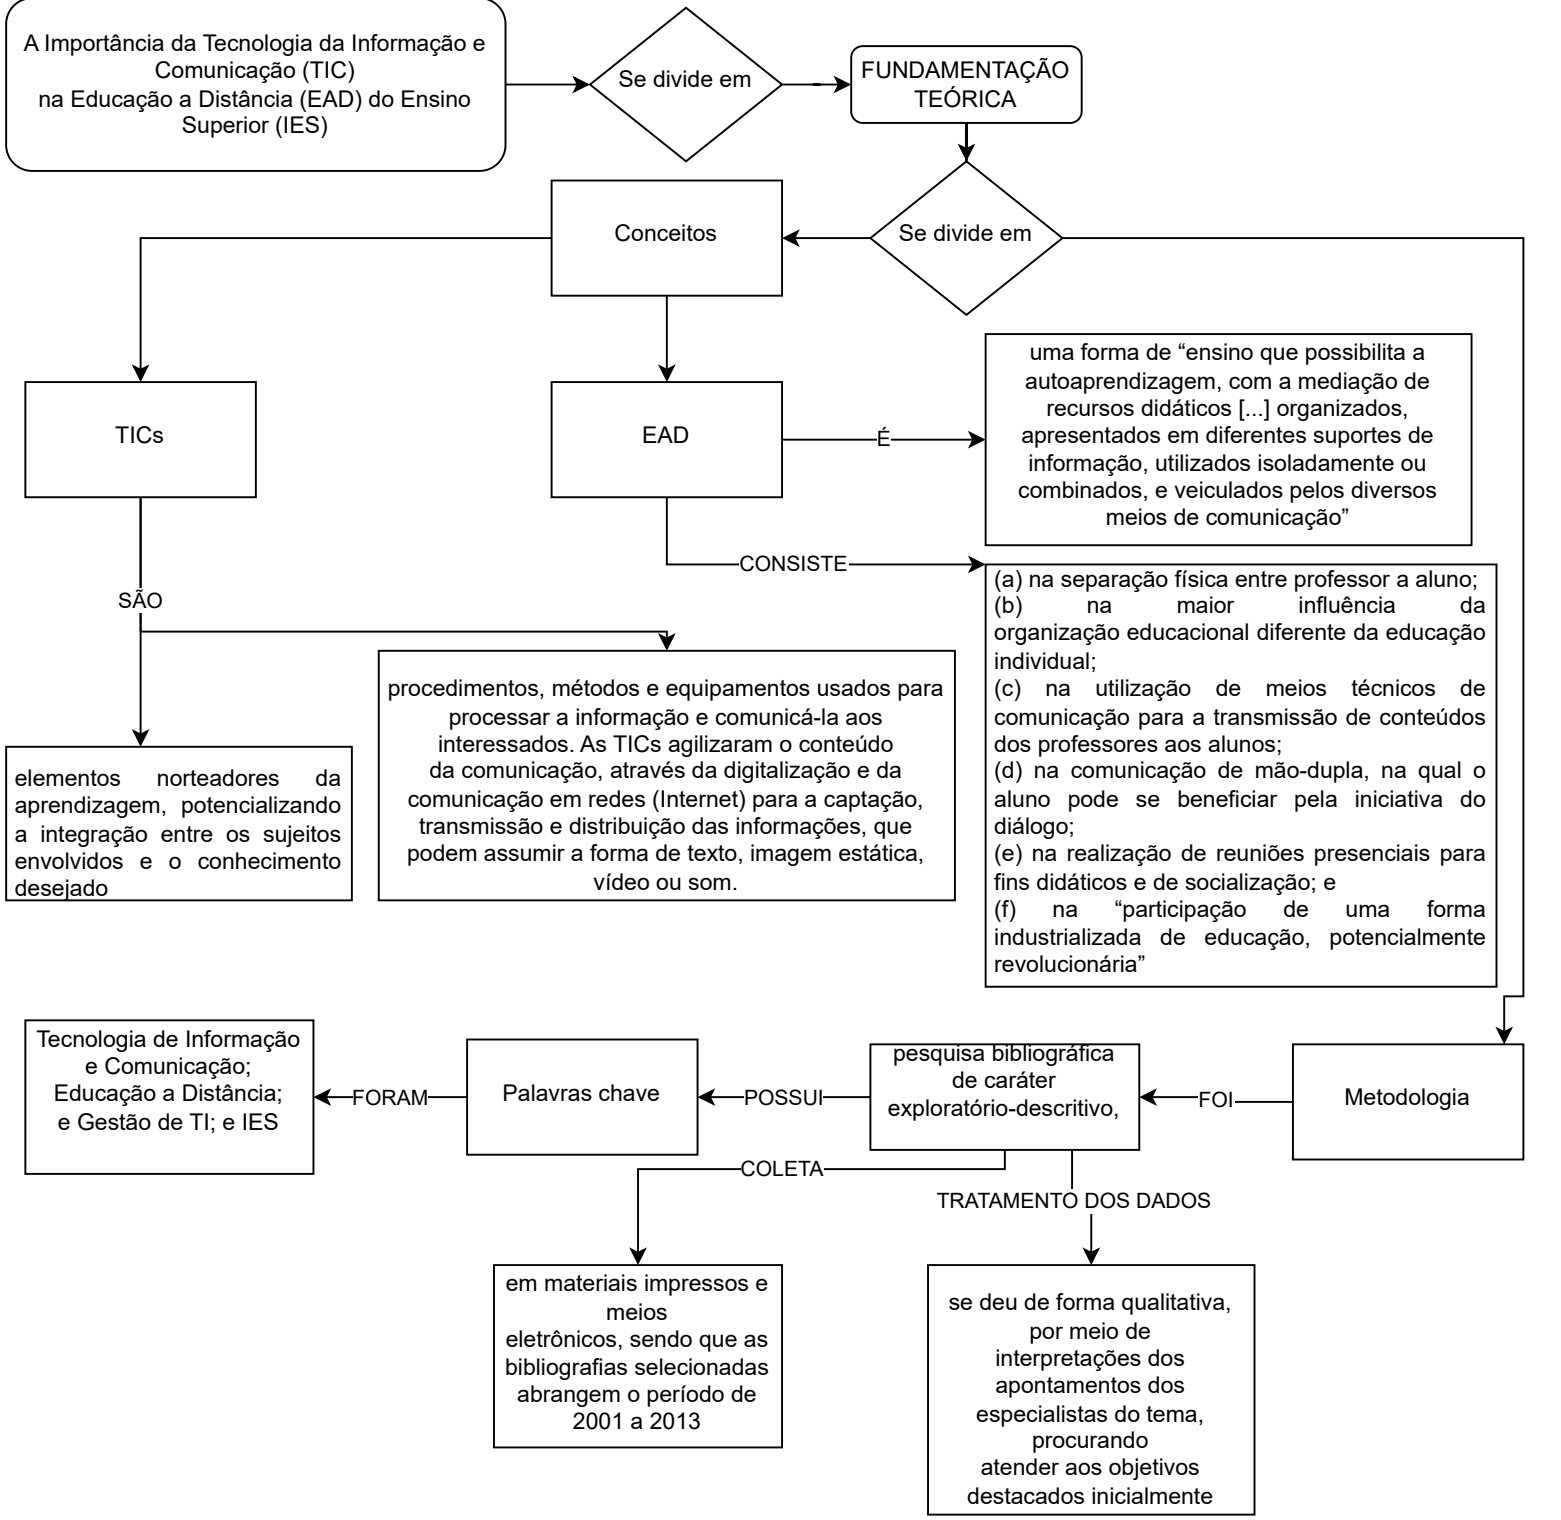 A Importância da Tecnologia da Informação e
Comunicação (TIC)
na Educação a Distância (EAD) do Ensino
Superior (IES)
Se divide em
FUNDAMENTAÇÃO
TEÓRICA
Se divide em
Conceitos
TICs
EAD
É
uma forma de “ensino que possibilita a
autoaprendizagem, com a mediação de
recursos didáticos [...] organizados,
apresentados em diferentes suportes de
informação, utilizados isoladamente ou
combinados, e veiculados pelos diversos
meios de comunicação”
CONSISTE
(a) na separação física entre professor a aluno;
(b) na maior influência da
organização educacional diferente da educação
individual;
(c) na utilização de meios técnicos de
comunicação para a transmissão de conteúdos
dos professores aos alunos;
(d) na comunicação de mão-dupla, na qual o
aluno pode se beneficiar pela iniciativa do
diálogo;
(e) na realização de reuniões presenciais para
fins didáticos e de socialização; e
(f) na “participação de uma forma
industrializada de educação, potencialmente
revolucionária”
SÃO
procedimentos, métodos e equipamentos usados para
processar a informação e comunicá-la aos
interessados. As TICs agilizaram o conteúdo
da comunicação, através da digitalização e da
comunicação em redes (Internet) para a captação,
transmissão e distribuição das informações, que
podem assumir a forma de texto, imagem estática,
vídeo ou som.
elementos norteadores da
aprendizagem, potencializando
a integração entre os sujeitos
envolvidos e o conhecimento
desejado
Metodologia
FOI
pesquisa bibliográfica
de caráter
exploratório-descritivo,
POSSUI
Palavras chave
FORAM
Tecnologia de Informação
e Comunicação;
Educação a Distância;
e Gestão de TI; e IES
COLETA
em materiais impressos e
meios
eletrônicos, sendo que as
bibliografias selecionadas
abrangem o período de
2001 a 2013
TRATAMENTO DOS DADOS
se deu de forma qualitativa,
por meio de
interpretações dos
apontamentos dos
especialistas do tema,
procurando
atender aos objetivos
destacados inicialmente